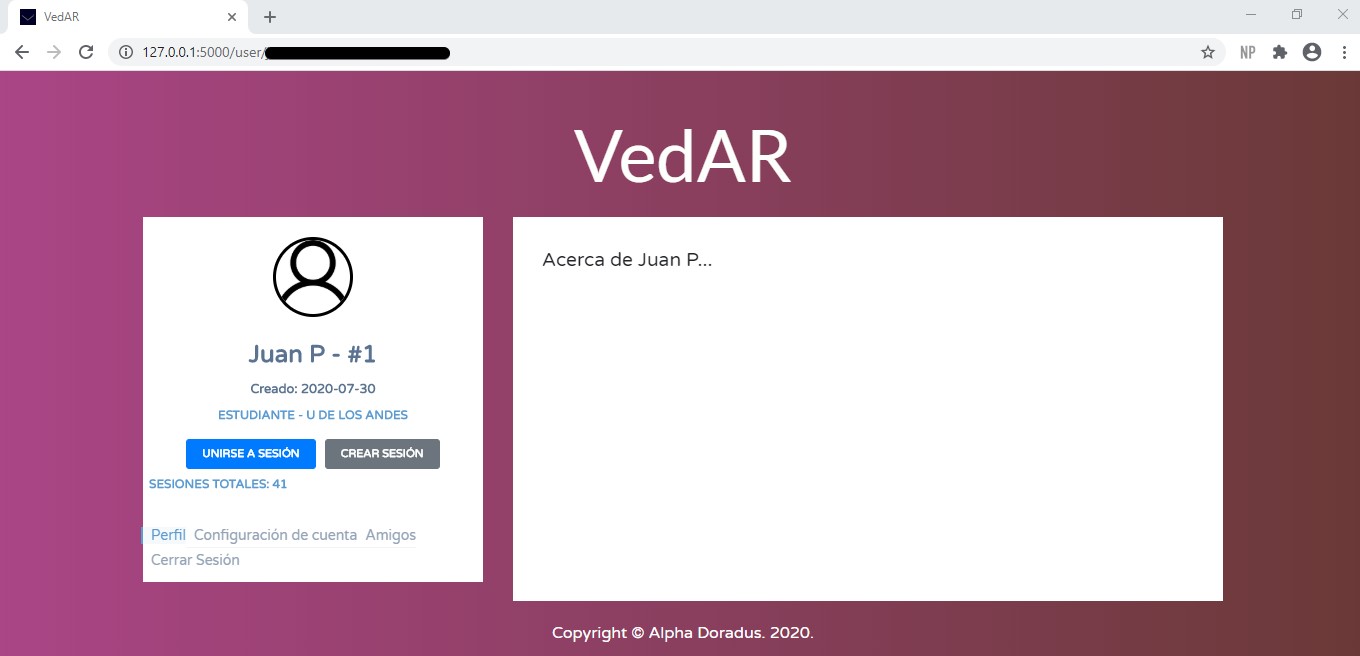 VedAR
127.0.0.1:5000/user/
NP
VedAR
Juan P - #1
Creado: 2020-07-30
ESTUDIANTE - U DE LOS ANDES
UNIRSE A SESIÓN CREAR SESIÓN
SESIONES TOTALES: 41
Perfil Configuración de cuenta Amigos
Cerrar Sesión
Acerca de Juan P...
Copyright © Alpha Doradus. 2020.